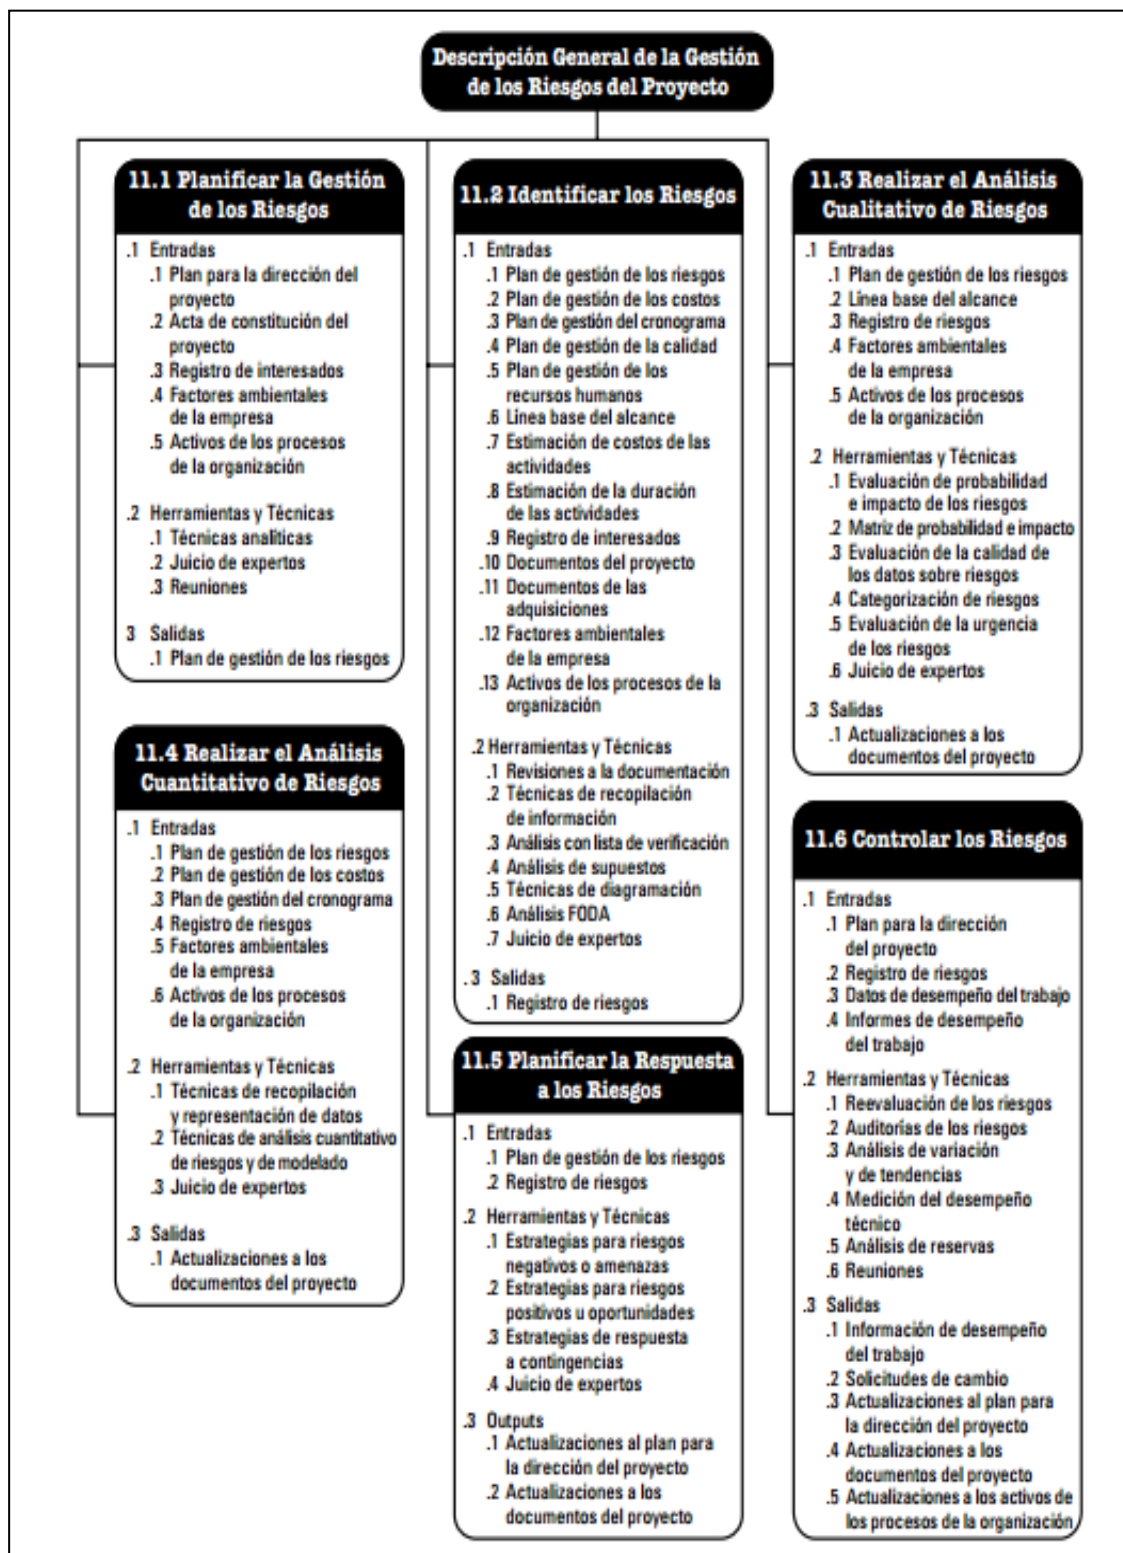 Descripción General de la Gestión
de los Riesgos del Proyecto
11.1 Planificar la Gestión
de los Riesgos
.1 Entradas
.1 Plan para la dirección del
proyecto
.2 Acta de constitución del
proyecto
.3 Registro de interesados
.4 Factores ambientales
de la empresa
.5 Activos de los procesos
de la organización
.2 Herramientas y Técnicas
.1 Técnicas analíticas
.2 Juicio de expertos
.3 Reuniones
3 Salidas
.1 Plan de gestión de los riesgos
11.2 Identificar los Riesgos
.1 Entradas
.1 Plan de gestión de los riesgos
.2 Plan de gestión de los costos
.3 Plan de gestión del cronograma
.4 Plan de gestión de la calidad
.5 Plan de gestión de los
recursos humanos
.6 Línea base del alcance
.7 Estimación de costos de las
actividades
.8 Estimación de la duración
de las actividades
.9 Registro de interesados
.10 Documentos del proyecto
.11 Documentos de las
adquisiciones
.12 Factores ambientales
de la empresa
.13 Activos de los procesos de la
organización
.2 Herramientas y Técnicas
.1 Revisiones a la documentación
.2 Técnicas de recopilación
de información
.3 Análisis con lista de verificación
.4 Análisis de supuestos
.5 Técnicas de diagramación
.6 Análisis FODA
.7 Juicio de expertos
.3 Salidas
.1 Registro de riesgos
11.3 Realizar el Análisis
Cualitativo de Riesgos
.1 Entradas
.1 Plan de gestión de los riesgos
.2 Línea base del alcance
.3 Registro de riesgos
.4 Factores ambientales
de la empresa
.5 Activos de los procesos
de la organización
.2 Herramientas y Técnicas
.1 Evaluación de probabilidad
e impacto de los riesgos
.2 Matriz de probabilidad e impacto
.3 Evaluación de la calidad de
los datos sobre riesgos
.4 Categorización de riesgos
.5 Evaluación de la urgencia
de los riesgos
.6 Juicio de expertos
.3 Salidas
.1 Actualizaciones a los
documentos del proyecto
11.4 Realizar el Análisis
Cuantitativo de Riesgos
.1 Entradas
.1 Plan de gestión de los riesgos
.2 Plan de gestión de los costos
.3 Plan de gestión del cronograma
.4 Registro de riesgos
.5 Factores ambientales
de la empresa
.6 Activos de los procesos
de la organización
.2 Herramientas y Técnicas
.1 Técnicas de recopilación
y representación de datos
.2 Técnicas de análisis cuantitativo
de riesgos y de modelado
.3 Juicio de expertos
.3 Salidas
.1 Actualizaciones a los
documentos del proyecto
11.5 Planificar la Respuesta
a los Riesgos
.1 Entradas
.1 Plan de gestión de los riesgos
.2 Registro de riesgos
.2 Herramientas y Técnicas
.1 Estrategias para riesgos
negativos o amenazas
.2 Estrategias para riesgos
positivos u oportunidades
.3 Estrategias de respuesta
a contingencias
.4 Juicio de expertos
.3 Outputs
.1 Actualizaciones al plan para
la dirección del proyecto
.2 Actualizaciones a los
documentos del proyecto
11.6 Controlar los Riesgos
.1 Entradas
.1 Plan para la dirección
del proyecto
.2 Registro de riesgos
.3 Datos de desempeño del trabajo
.4 Informes de desempeño
del trabajo
.2 Herramientas y Técnicas
.1 Reevaluación de los riesgos
.2 Auditorías de los riesgos
.3 Análisis de variación
y de tendencias
.4 Medición del desempeño
técnico
.5 Análisis de reservas
.6 Reuniones
.3 Salidas
.1 Información de desempeño
del trabajo
.2 Solicitudes de cambio
.3 Actualizaciones al plan para
la dirección del proyecto
.4 Actualizaciones a los
documentos del proyecto
.5 Actualizaciones a los activos de
los procesos de la organización